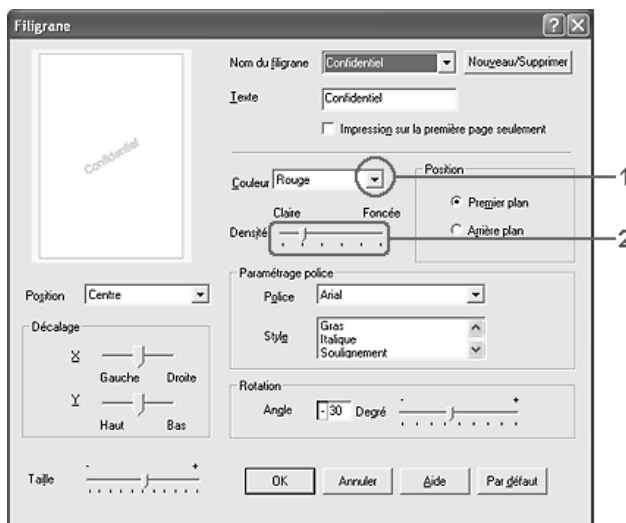 Filigrane
Nom du filigrane Confidentiel Nouveau/Supprimer
Texte Confidentiel
Impression sur la première page seulement
Confidentiel
Couleur Rouge
1
Position
Premier plan
Arrière plan
Claire Foncée
Densité
2
Position Centre
Paramétrage police
Police Arial
Style Gras
Italique
Soulignement
Décalage
X
Gauche Droite
Y
Haut Bas
Rotation
Angle - 30 Degré - +
Taille - +
OK Annuler Aide Par défaut